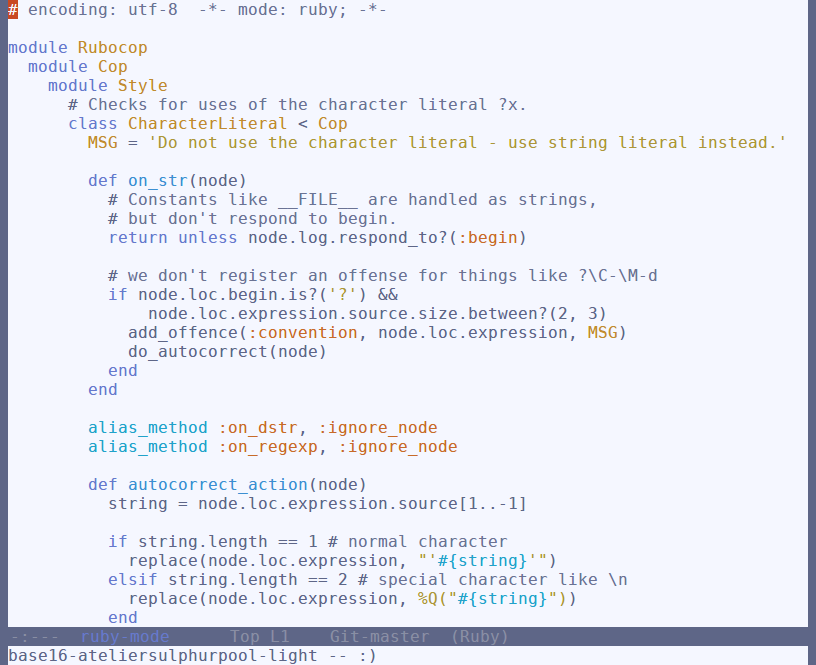 # encoding: utf-8  -*- mode: ruby; -*-
module Rubocop
  module Cop
    module Style
      # Checks for uses of the character literal ?x.
      class CharacterLiteral < Cop
        MSG = 'Do not use the character literal - use string literal instead.'
        def on_str(node)
          # Constants like __FILE__ are handled as strings,
          # but don't respond to begin.
          return unless node.log.respond_to?(:begin)
          # we don't register an offense for things like ?\C-\M-d
          if node.loc.begin.is?('?') &&
              node.loc.expression.source.size.between?(2, 3)
            add_offence(:convention, node.loc.expression, MSG)
            do_autocorrect(node)
          end
        end
        alias_method :on_dstr, :ignore_node
        alias_method :on_regexp, :ignore_node
        def autocorrect_action(node)
          string = node.loc.expression.source[1..-1]
          if string.length == 1 # normal character
            replace(node.loc.expression, "'#{string}'")
          elsif string.length == 2 # special character like \n
            replace(node.loc.expression, %Q("#{string}"))
          end
-:---  ruby-mode      Top L1    Git-master  (Ruby)
base16-ateliersulphurpool-light -- :)